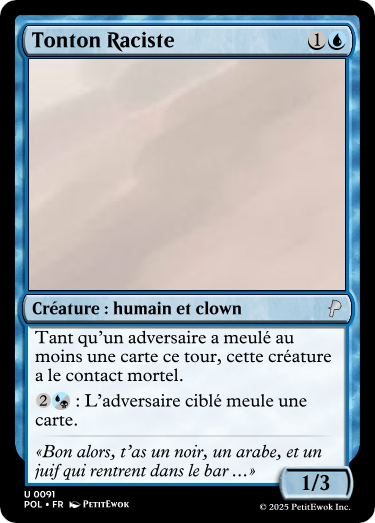 Tonton Raciste 1
Créature : humain et clown
Tant qu'un adversaire a meulé au
moins une carte ce tour, cette créature
a le contact mortel.
2 : L'adversaire ciblé meule une
carte.
«Bon alors, t'as un noir, un arabe, et un
juif qui rentrent dans le bar …»
1/3
U 0091
POL • FR PetitEwok
© 2025 PetitEwok Inc.